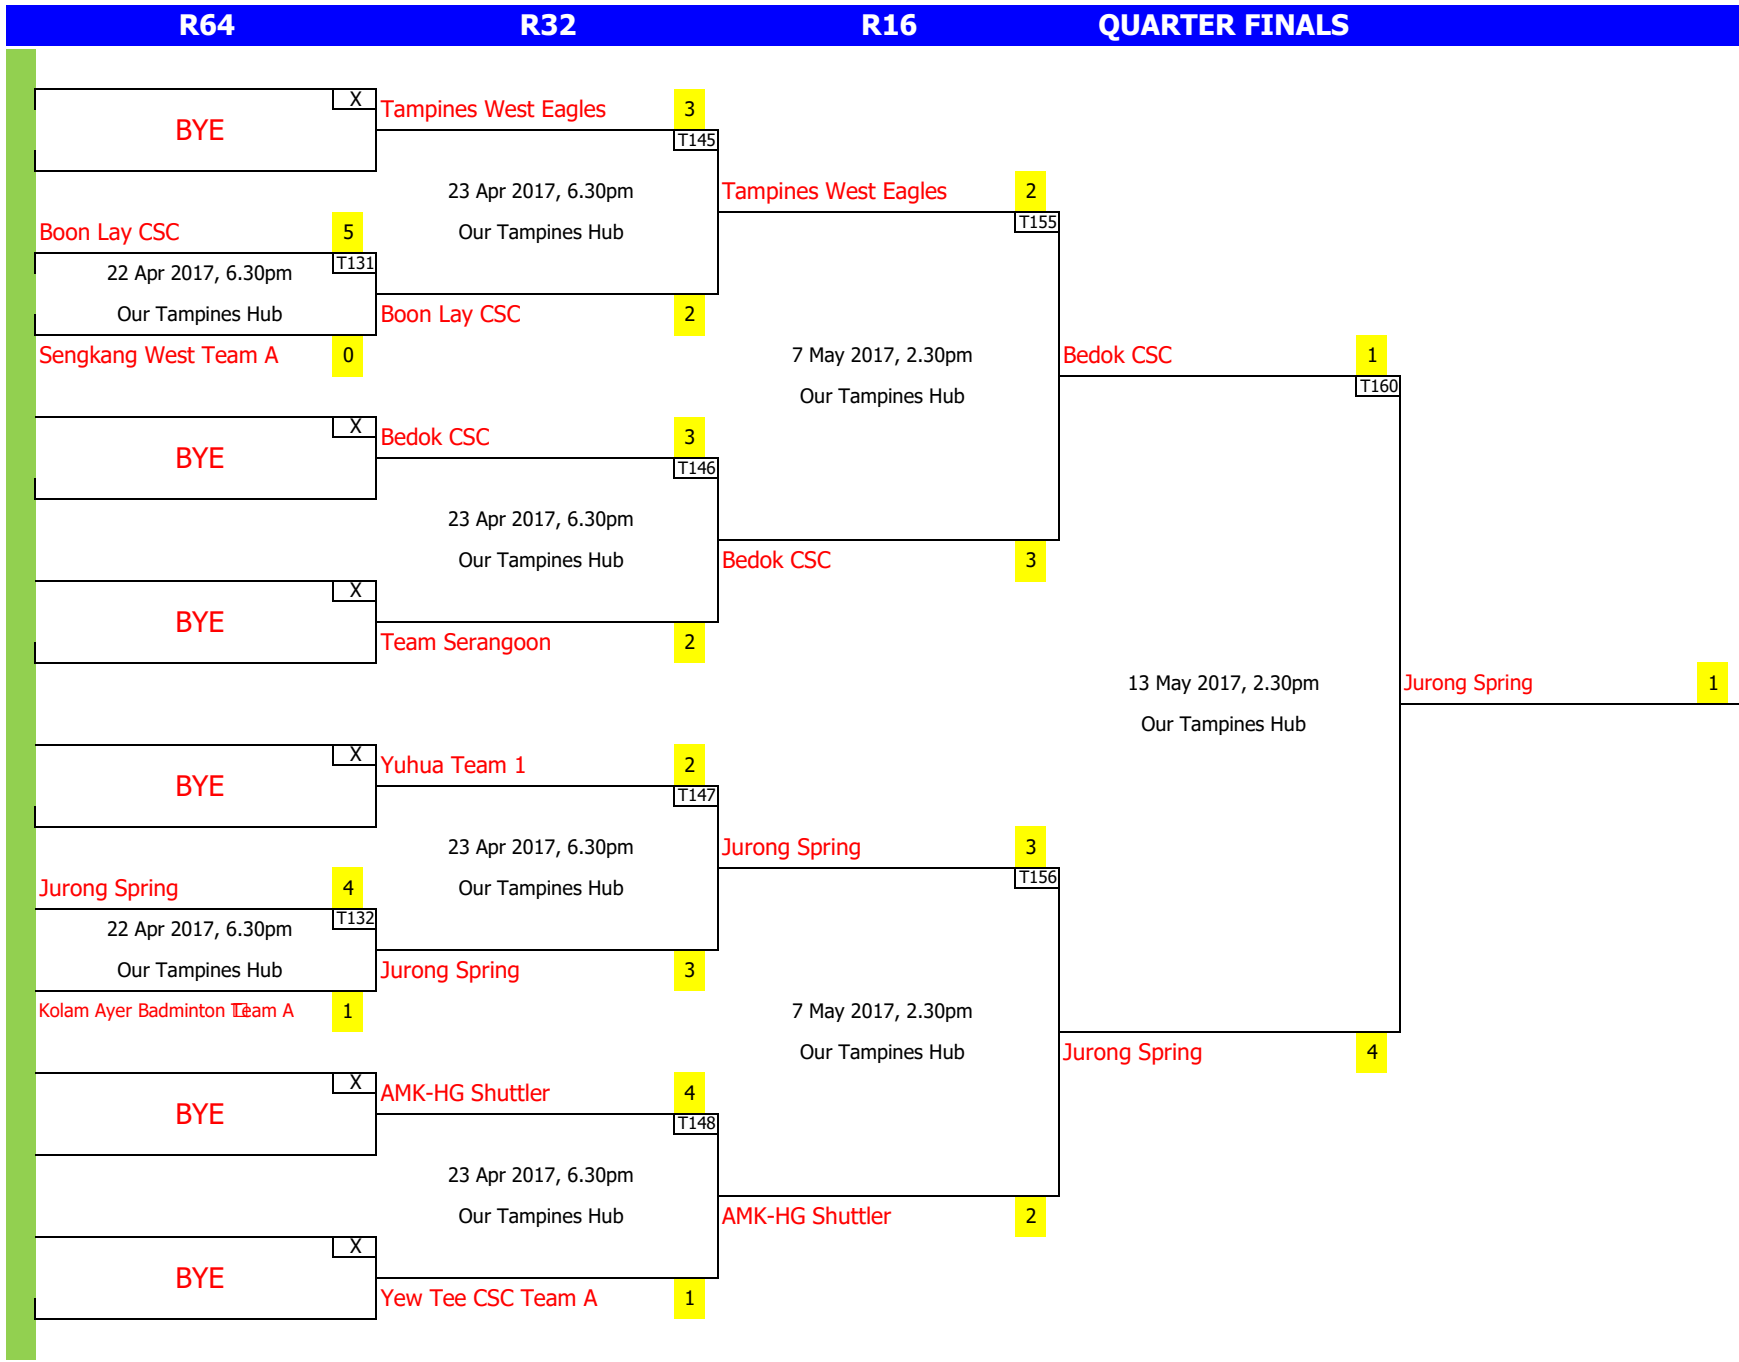 R64 R32 R16 QUARTER FINALS
X
BYE
Tampines West Eagles 3
T145
23 Apr 2017, 6.30pm
Our Tampines Hub
Tampines West Eagles 2
T155
Boon Lay CSC 5
T131
22 Apr 2017, 6.30pm
Our Tampines Hub
Sengkang West Team A 0
Boon Lay CSC 2
7 May 2017, 2.30pm
Our Tampines Hub
Bedok CSC 1
T160
X
BYE
Bedok CSC 3
T146
23 Apr 2017, 6.30pm
Our Tampines Hub
Bedok CSC 3
X
BYE
Team Serangoon 2
13 May 2017, 2.30pm
Our Tampines Hub
Jurong Spring 1
X
BYE
Yuhua Team 1 2
T147
23 Apr 2017, 6.30pm
Our Tampines Hub
Jurong Spring 3
T156
Jurong Spring 4
T132
22 Apr 2017, 6.30pm
Our Tampines Hub
Kolam Ayer Badminton Team A 1
Jurong Spring 3
7 May 2017, 2.30pm
Our Tampines Hub
Jurong Spring 4
X
BYE
AMK-HG Shuttler 4
T148
23 Apr 2017, 6.30pm
Our Tampines Hub
AMK-HG Shuttler 2
X
BYE
Yew Tee CSC Team A 1